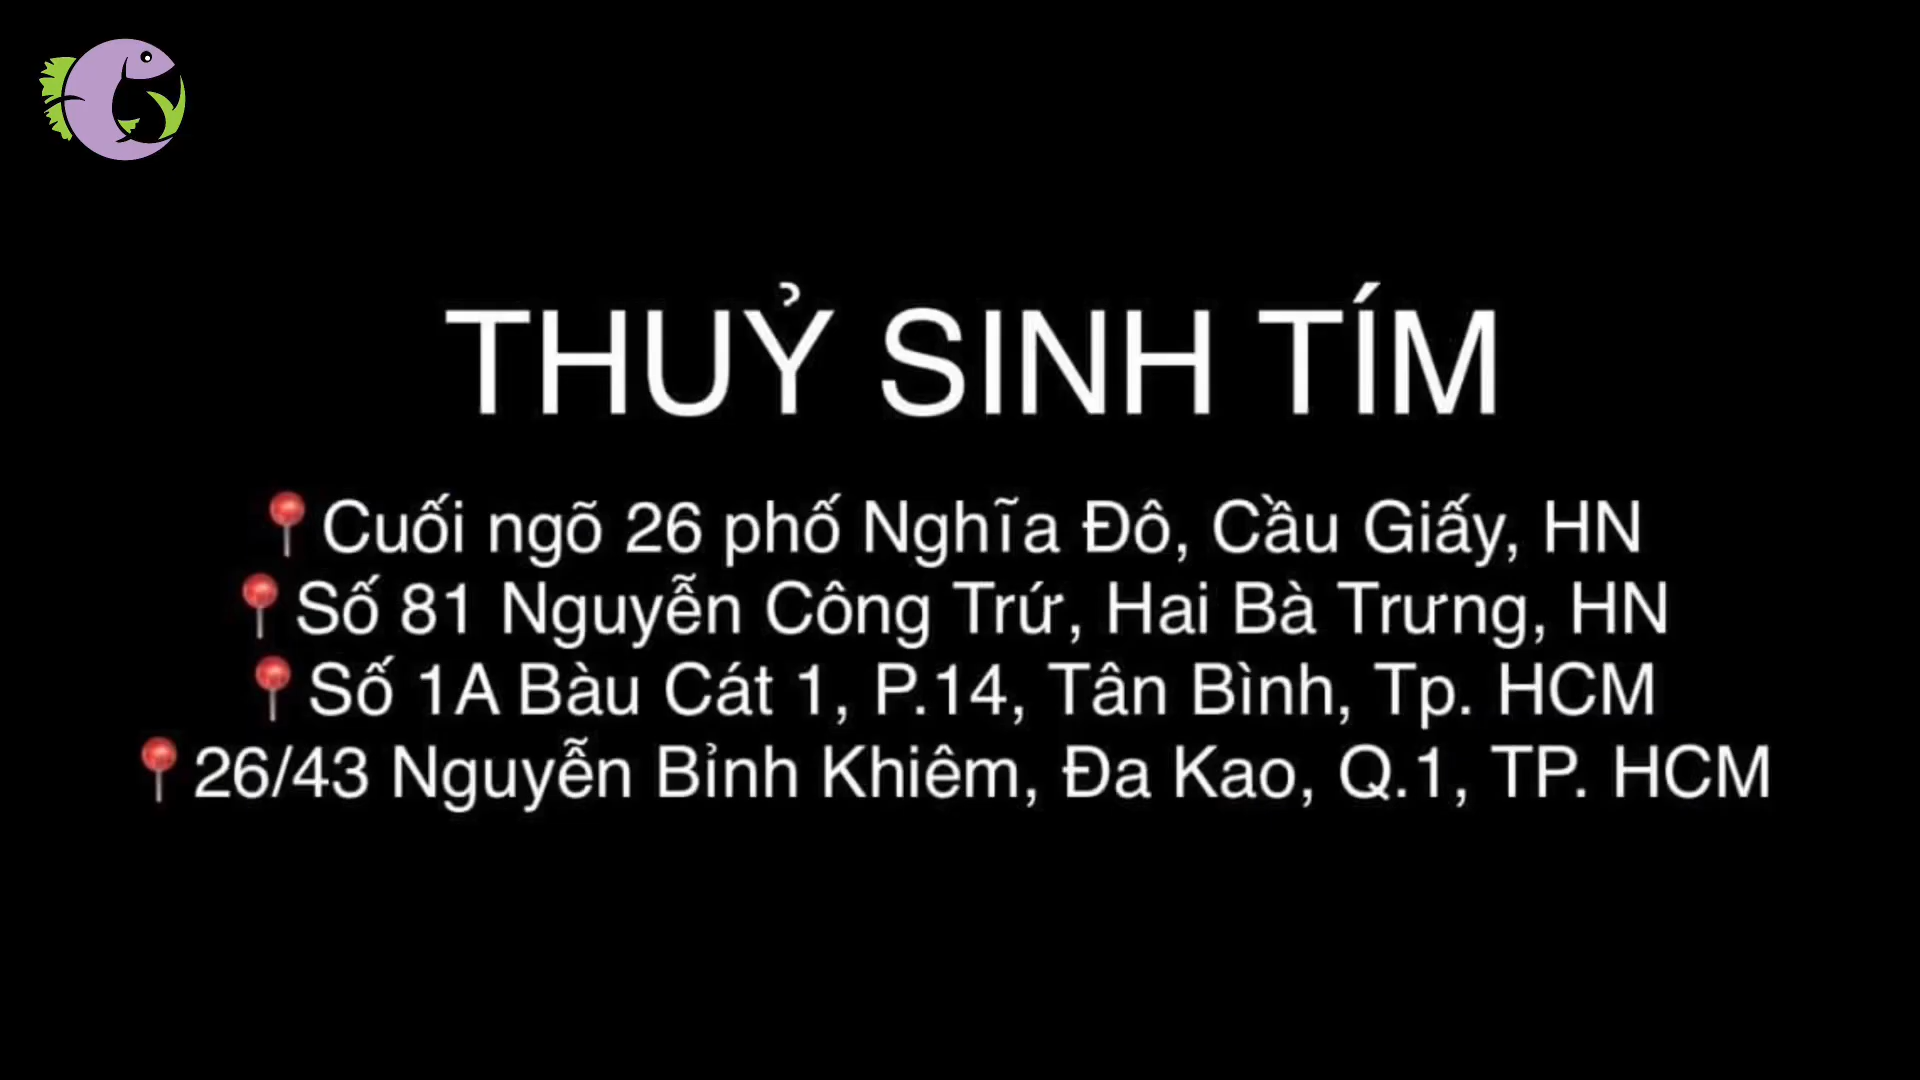 THUỶ SINH TÍM
📍Cuối ngõ 26 phố Nghĩa Đô, Cầu Giấy, HN
📍Số 81 Nguyễn Công Trứ, Hai Bà Trưng, HN
📍Số 1A Bàu Cát 1, P.14, Tân Bình, Tp. HCM
📍26/43 Nguyễn Bỉnh Khiêm, Đa Kao, Q.1, TP. HCM